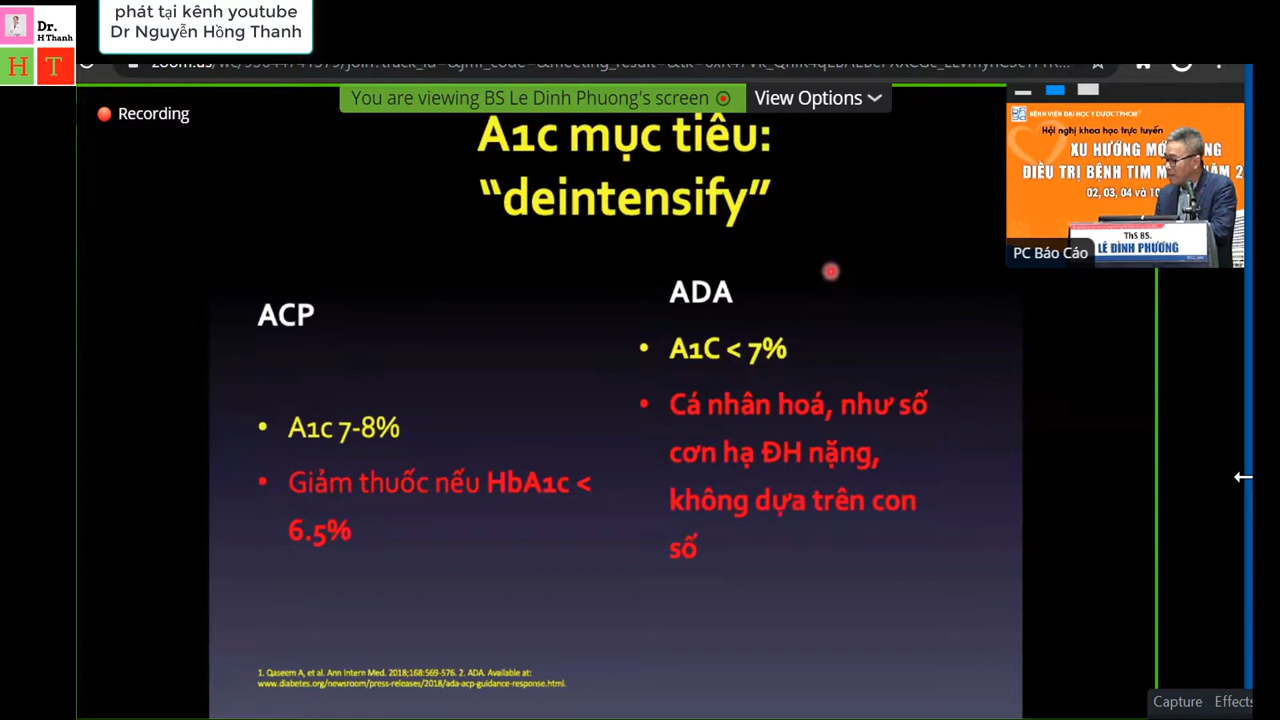 phát tại kênh youtube
Dr Nguyễn Hồng Thanh
Dr.
H Thanh
H T
Recording
You are viewing BS Le Dinh Phuong's screen
View Options
A1c mục tiêu:
“deintensify”
BỆNH VIỆN ĐẠI HỌC Y DƯỢC TPHCM
Hội nghị khoa học trực tuyến
XU HƯỚNG
ĐIỀU TRỊ BỆNH TIM
02, 03, 04
ThS BS.
LÊ ĐÌNH PHƯƠNG
PC Báo Cáo
ACP
• A1c 7-8%
• Giảm thuốc nếu HbA1c <
6.5%
ADA
• A1C < 7%
• Cá nhân hoá, như số
cơn hạ ĐH nặng,
không dựa trên con
số
1. Qaseem A, et al. Ann Intern Med. 2018;168:569-576. 2. ADA. Available at:
www.diabetes.org/newsroom/press-releases/2018/ada-acp-guidance-response.html.
Capture Effects